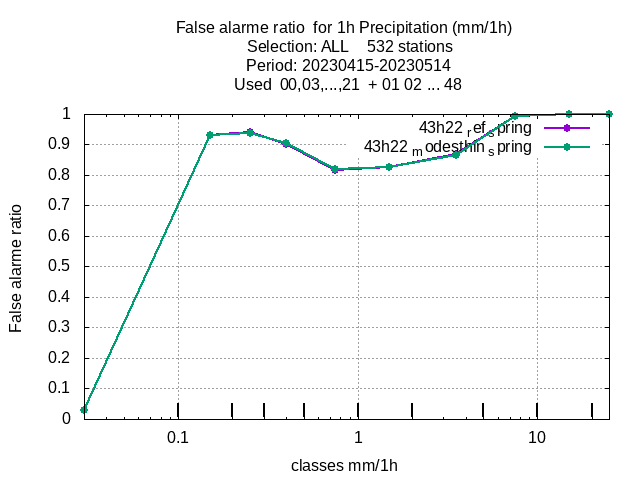 False alarme ratio  for 1h Precipitation (mm/1h)
Selection: ALL    532 stations
Period: 20230415-20230514
Used  00,03,...,21  + 01 02 ... 48
43h22 ref spring
43h22 modesthin spring
1
0.9
0.8
0.7
0.6
0.5
0.4
0.3
0.2
0.1
0
False alarme ratio
0.1 1 10
classes mm/1h